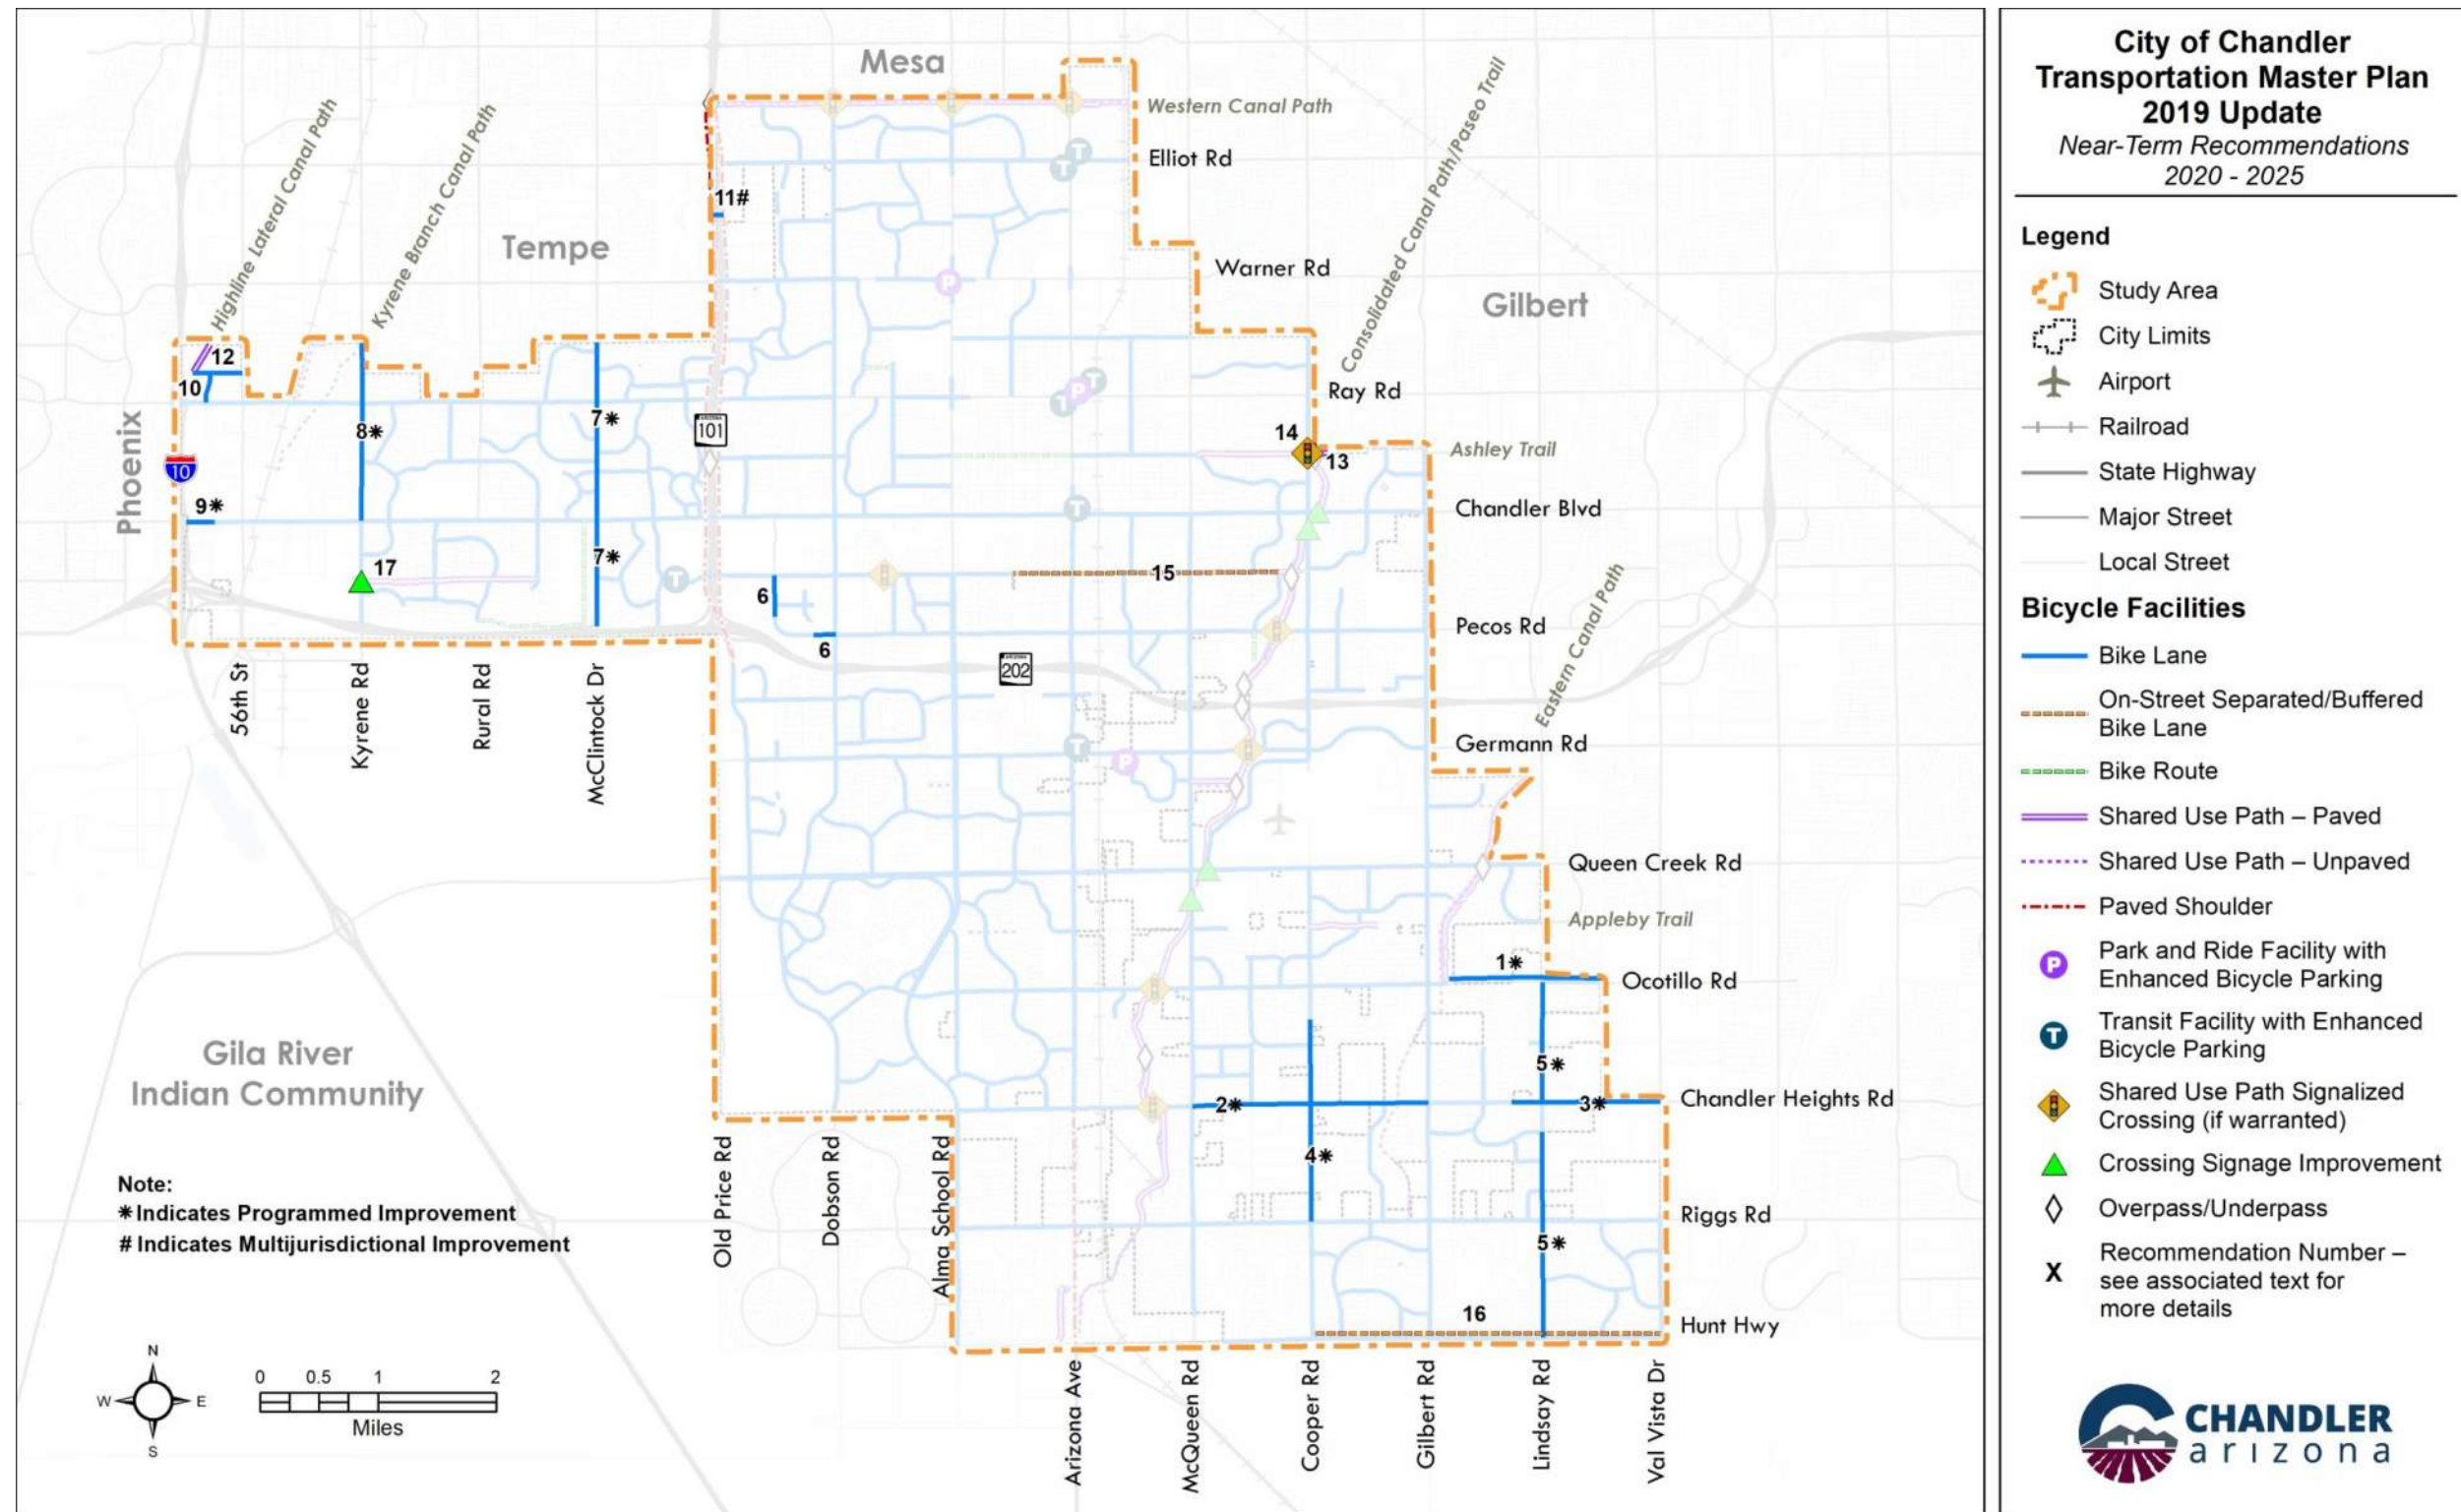 Mesa
Western Canal Path
Elliot Rd
Highline Lateral Canal Path
Kyrene Branch Canal Path
Tempe
11#
Warner Rd
Consolidated Canal Path/Paseo Trail
Gilbert
12
10
Phoenix
8*
7*
ARIZONA
101
Ray Rd
14
13
Ashley Trail
10
9*
Chandler Blvd
17
7*
6
15
Pecos Rd
6
ARIZONA
202
Eastern Canal Path
56th St
Kyrene Rd
Rural Rd
McClintock Dr
P
P
T
T
T
T
T
T
T
P
Germann Rd
Queen Creek Rd
Appleby Trail
1*
Ocotillo Rd
Gila River
Indian Community
5*
2*
3*
Chandler Heights Rd
4*
Old Price Rd
Dobson Rd
Alma School Rd
Riggs Rd
5*
16
Hunt Hwy
Arizona Ave
McQueen Rd
Cooper Rd
Gilbert Rd
Lindsay Rd
Val Vista Dr
Note:
* Indicates Programmed Improvement
# Indicates Multijurisdictional Improvement
N
W E
S
0 0.5 1 2
Miles
City of Chandler
Transportation Master Plan
2019 Update
Near-Term Recommendations
2020 - 2025
Legend
Study Area
City Limits
Airport
Railroad
State Highway
Major Street
Local Street
Bicycle Facilities
Bike Lane
On-Street Separated/Buffered
Bike Lane
Bike Route
Shared Use Path – Paved
Shared Use Path – Unpaved
Paved Shoulder
P Park and Ride Facility with
Enhanced Bicycle Parking
T Transit Facility with Enhanced
Bicycle Parking
Shared Use Path Signalized
Crossing (if warranted)
Crossing Signage Improvement
Overpass/Underpass
X Recommendation Number –
see associated text for
more details
CHANDLER
arizona